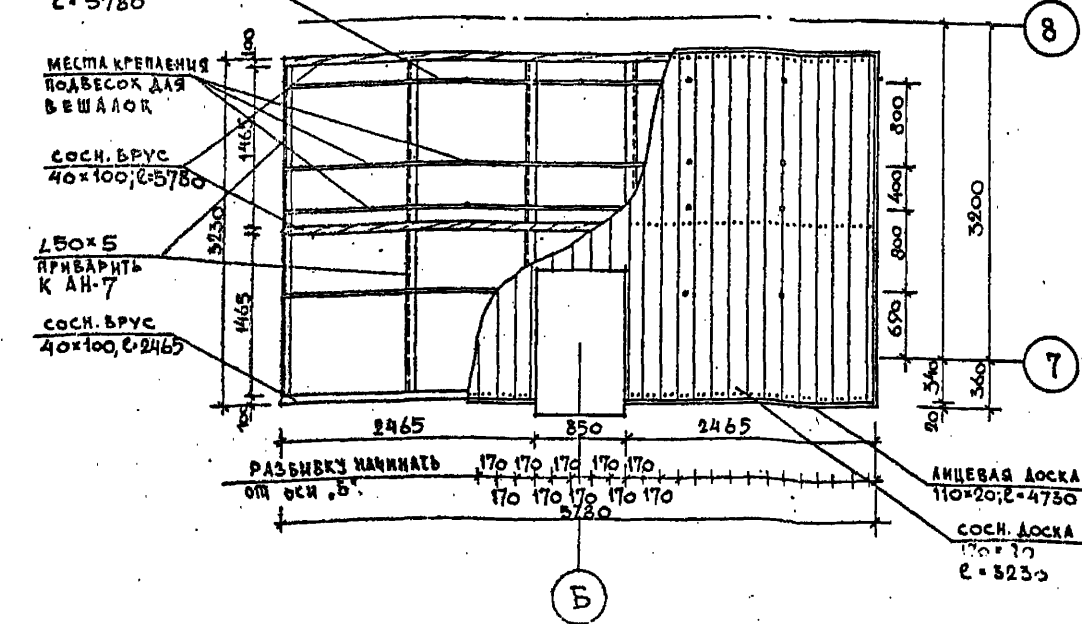 ℓ = 5780
МЕСТА КРЕПЛЕНИЯ
ПОДВЕСОК ДЛЯ
ВЕШАЛОК
СОСН. БРУС
40×100; ℓ=5780
∠50×5
ПРИВАРИТЬ
К АН-7
СОСН. БРУС
40×100, ℓ=2465
100
1465
3230
1465
100
8
800
400
800
690
3200
7
340
360
20
2465
850
2465
РАЗБИВКУ НАЧИНАТЬ
ОТ ОСИ „Б".
170 170 170 170 170
170 170 170 170 170
5780
ЛИЦЕВАЯ ДОСКА
110×20; ℓ=4730
СОСН. ДОСКА
ℓ = 3230
Б